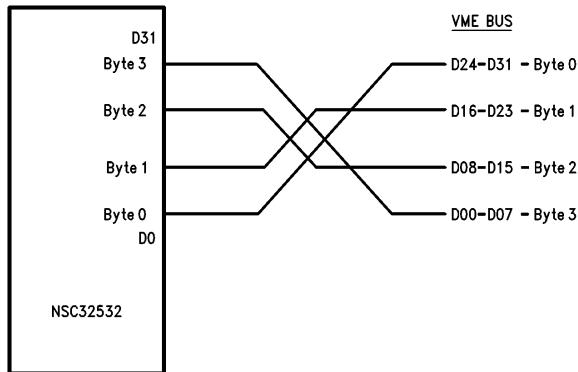 VME BUS
D31
Byte 3
D24-D31 - Byte 0
Byte 2
D16-D23 - Byte 1
Byte 1
D08-D15 - Byte 2
Byte 0
D00-D07 - Byte 3
D0
NSC32532